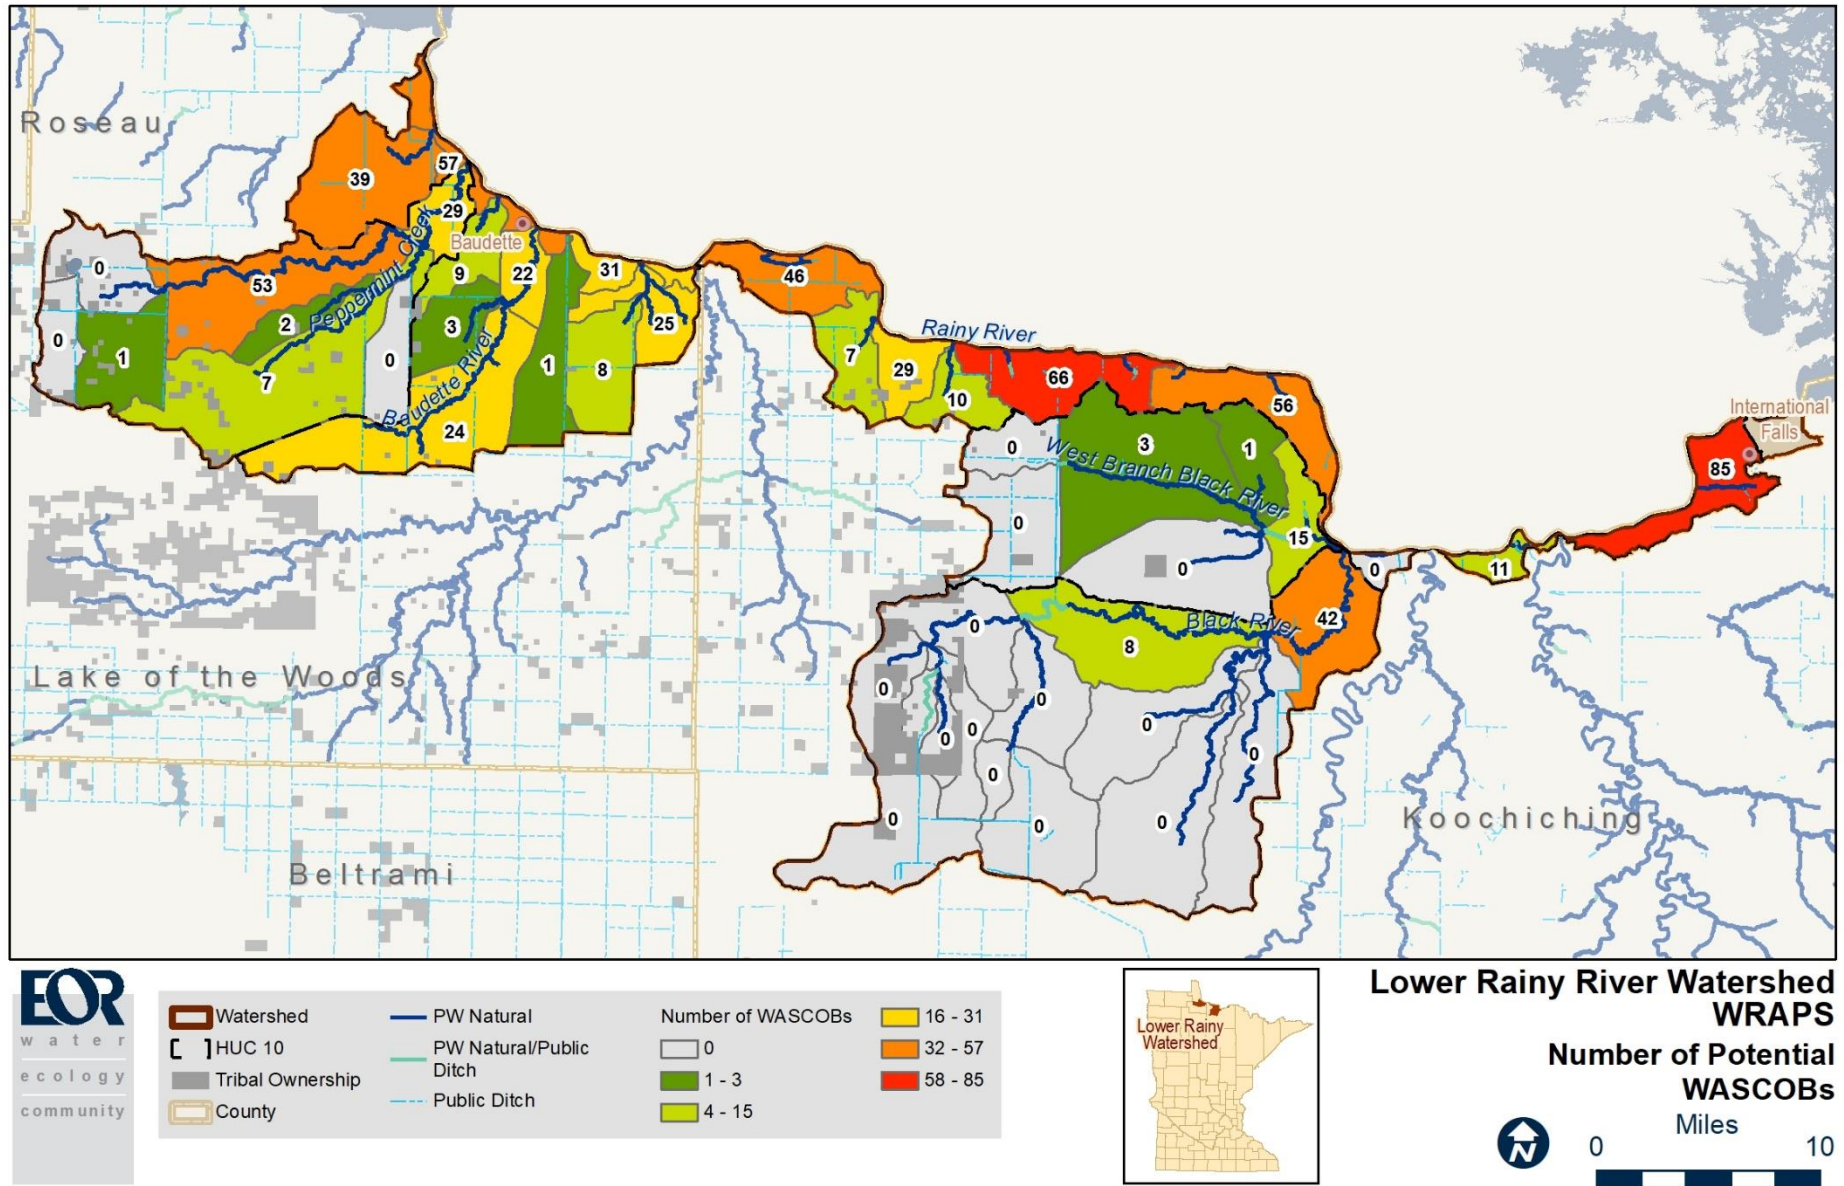 Roseau
39
57
29
Baudette
0
53
Peppermint Creek
9
22
31
46
0
2
3
25
1
0
7
Baudette River
1
8
24
Rainy River
7
29
10
66
56
0
3
1
West Branch Black River
0
15
0
0
11
International
Falls
85
0
8
Black River
42
0
0
0
0
0
0
0
0
0
0
0
Lake of the Woods
Beltrami
Koochiching
EOR
water
ecology
community
Watershed
HUC 10
Tribal Ownership
County
PW Natural
PW Natural/Public
Ditch
Public Ditch
Number of WASCOBs
0
1 - 3
4 - 15
16 - 31
32 - 57
58 - 85
Lower Rainy
Watershed
Lower Rainy River Watershed
WRAPS
Number of Potential
WASCOBs
N
Miles
0 10